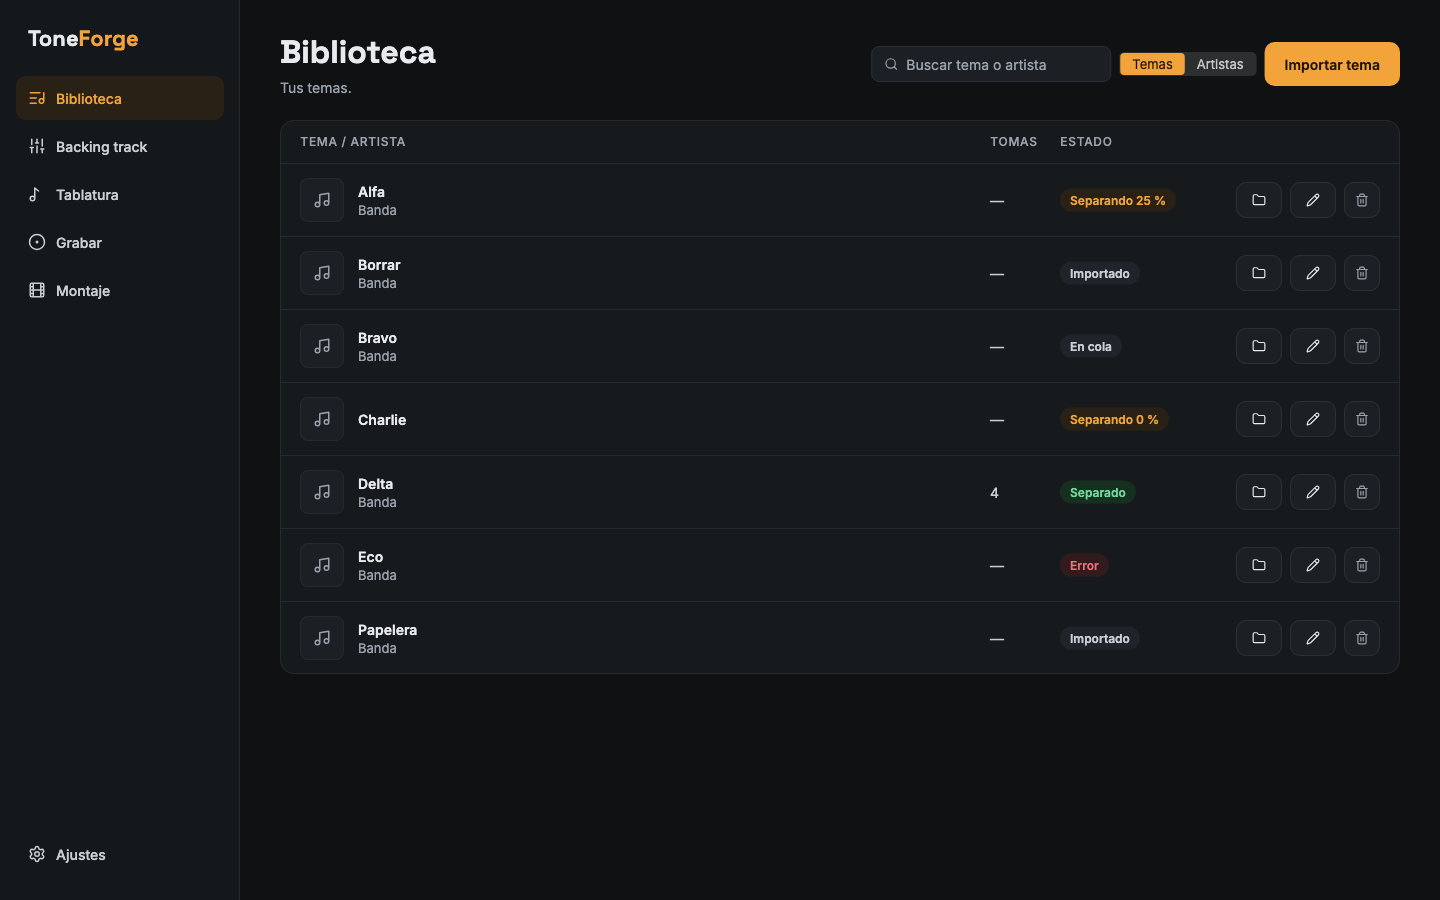 ToneForge
Biblioteca
Backing track
Tablatura
Grabar
Montaje
Ajustes
Biblioteca
Tus temas.
Buscar tema o artista
Temas
Artistas
Importar tema
TEMA / ARTISTA
TOMAS
ESTADO
Alfa
Banda
—
Separando 25 %
Borrar
Banda
—
Importado
Bravo
Banda
—
En cola
Charlie
—
Separando 0 %
Delta
Banda
4
Separado
Eco
Banda
—
Error
Papelera
Banda
—
Importado